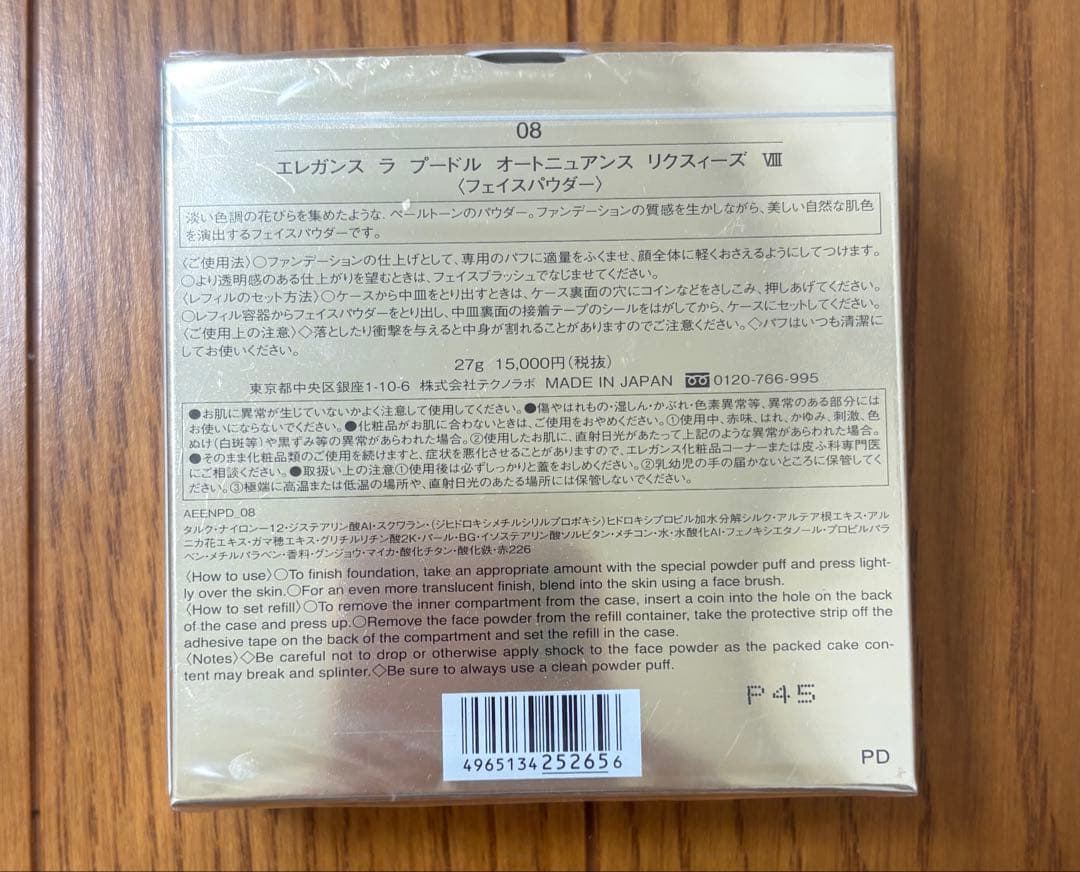 08
エレガンス ラ プードル オートニュアンス リクスィーズ Ⅷ
〈フェイスパウダー〉
淡い色調の花びらを集めたような、ペールトーンのパウダー。ファンデーションの質感を生かしながら、美しい自然な肌色
を演出するフェイスパウダーです。
〈ご使用法〉○ファンデーションの仕上げとして、専用のパフに適量をふくませ、顔全体に軽くおさえるようにしてつけます。
○より透明感のある仕上がりを望むときは、フェイスブラッシュでなじませてください。
〈レフィルのセット方法〉○ケースから中皿をとり出すときは、ケース裏面の穴にコインなどをさしこみ、押しあげてください。
○レフィル容器からフェイスパウダーをとり出し、中皿裏面の接着テープのシールをはがしてから、ケースにセットしてください。
〈ご使用上の注意〉◇落としたり衝撃を与えると中身が割れることがありますのでご注意ください。◇パフはいつも清潔に
してお使いください。
27g 15,000円(税抜)
東京都中央区銀座1-10-6 株式会社テクノラボ MADE IN JAPAN 0120-766-995
●お肌に異常が生じていないかよく注意して使用してください。●傷やはれもの・湿しん・かぶれ・色素異常等、異常のある部分には
お使いにならないでください。●化粧品がお肌に合わないときは、ご使用をおやめください。①使用中、赤味、はれ、かゆみ、刺激、色
ぬけ(白斑等)や黒ずみ等の異常があらわれた場合。②使用したお肌に、直射日光があたって上記のような異常があらわれた場合。
●そのまま化粧品類のご使用を続けますと、症状を悪化させることがありますので、エレガンス化粧品コーナーまたは皮ふ科専門医
にご相談ください。●取扱い上の注意①使用後は必ずしっかりと蓋をおしめください。②乳幼児の手の届かないところに保管してく
ださい。③極端に高温または低温の場所や、直射日光のあたる場所には保管しないでください。
AEENPD_08
タルク・ナイロン-12・ジステアリン酸Al・スクワラン・(ジヒドロキシメチルシリルプロポキシ)ヒドロキシプロピル加水分解シルク・アルテア根エキス・アル
ニカ花エキス・ガマ穂エキス・グリチルリチン酸2K・パール・BG・イソステアリン酸ソルビタン・メチコン・水・水酸化Al・フェノキシエタノール・プロピルパラ
ベン・メチルパラベン・香料・グンジョウ・マイカ・酸化チタン・酸化鉄・赤226
〈How to use〉○To finish foundation, take an appropriate amount with the special powder puff and press light-
ly over the skin.○For an even more translucent finish, blend into the skin using a face brush.
〈How to set refill〉○To remove the inner compartment from the case, insert a coin into the hole on the back
of the case and press up.○Remove the face powder from the refill container, take the protective strip off the
adhesive tape on the back of the compartment and set the refill in the case.
〈Notes〉◇Be careful not to drop or otherwise apply shock to the face powder as the packed cake con-
tent may break and splinter.◇Be sure to always use a clean powder puff.
P45
4965134252656
PD